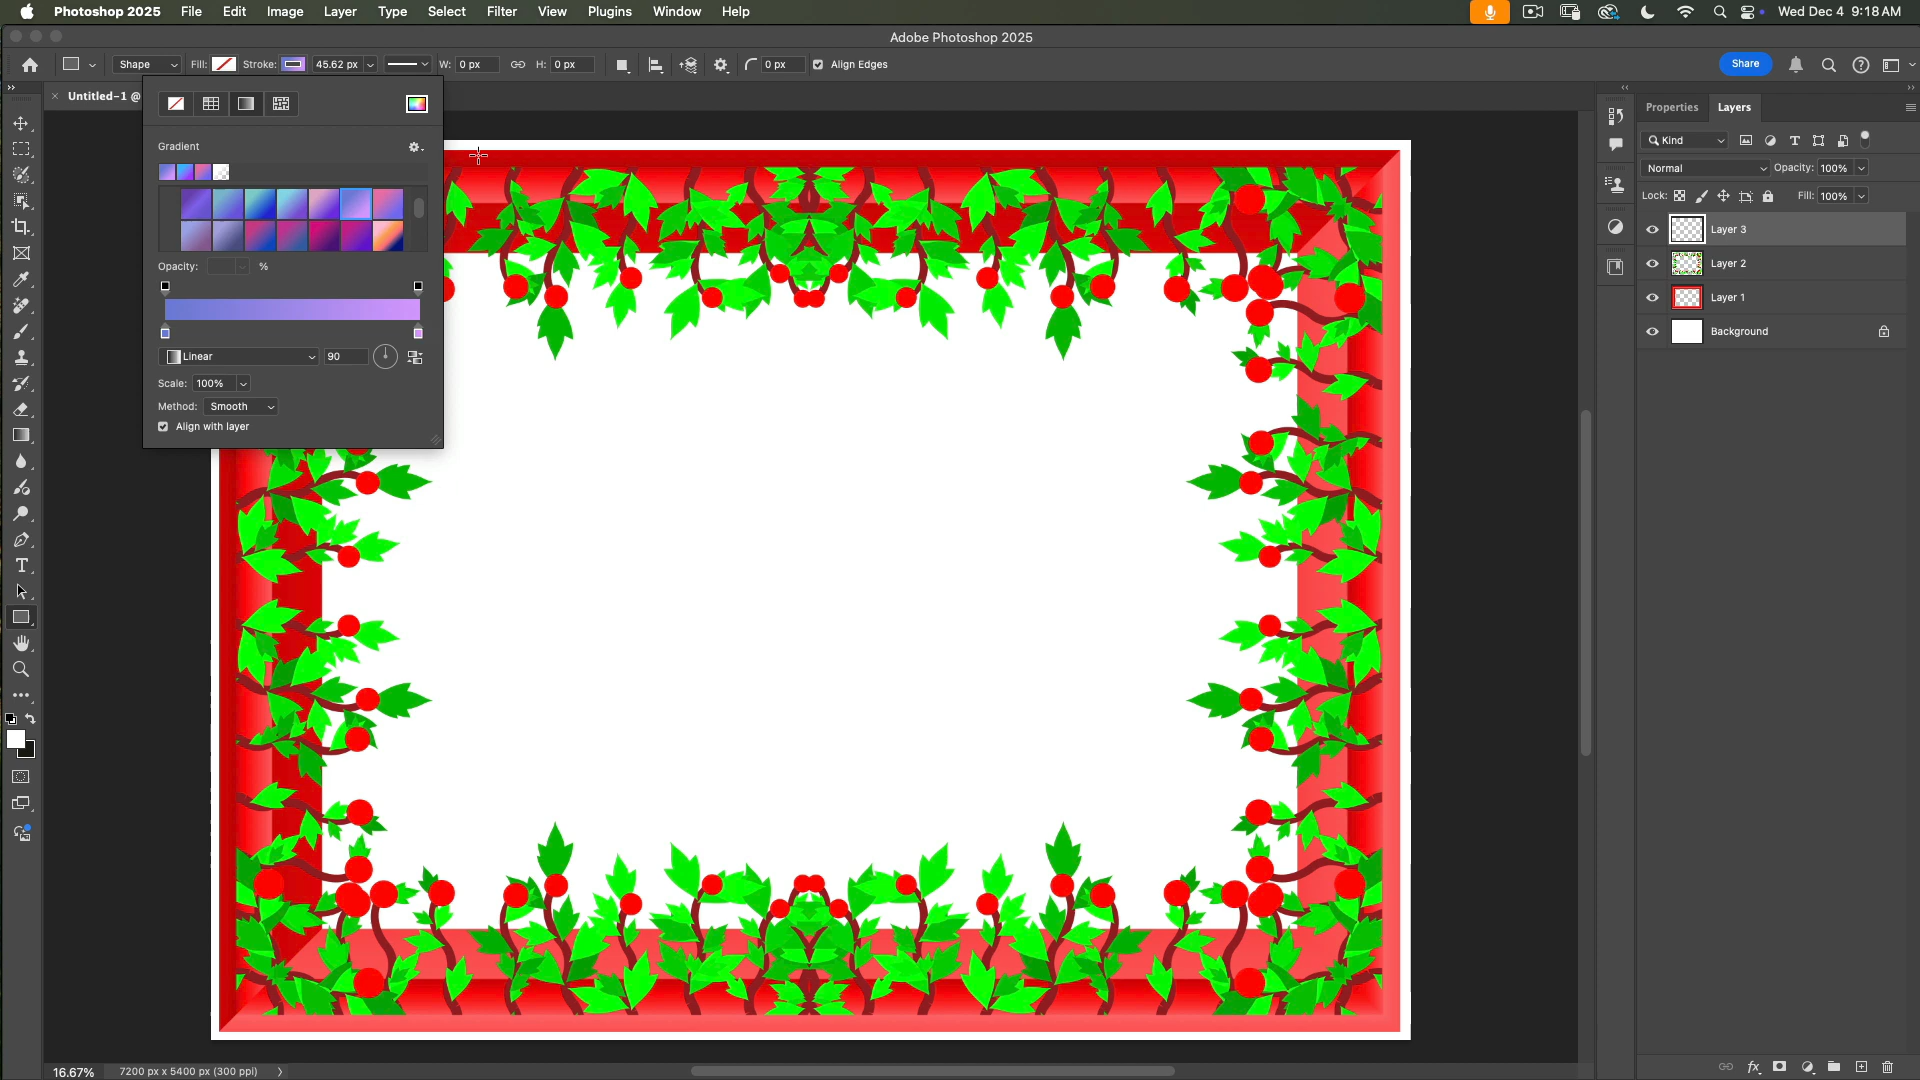 Photoshop 2025 File Edit Image Layer Type Select Filter View Plugins Window Help Wed Dec 4 9:18 AM
Adobe Photoshop 2025
Shape Fill: Stroke: 45.62 px W: 0 px H: 0 px 0 px Align Edges Share
Untitled-1 @
Properties Layers
Gradient
Kind
Normal Opacity: 100%
Lock: Fill: 100%
Layer 3
Layer 2
Opacity: %
Layer 1
Background
Linear 90
Scale: 100%
Method: Smooth
Align with layer
16.67% 7200 px x 5400 px (300 ppi)